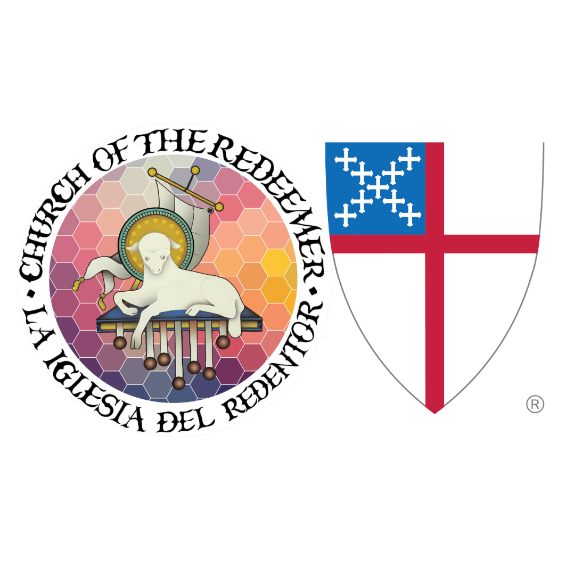 CHURCH OF THE REDEEMER
LA IGLESIA DEL REDENTOR
®